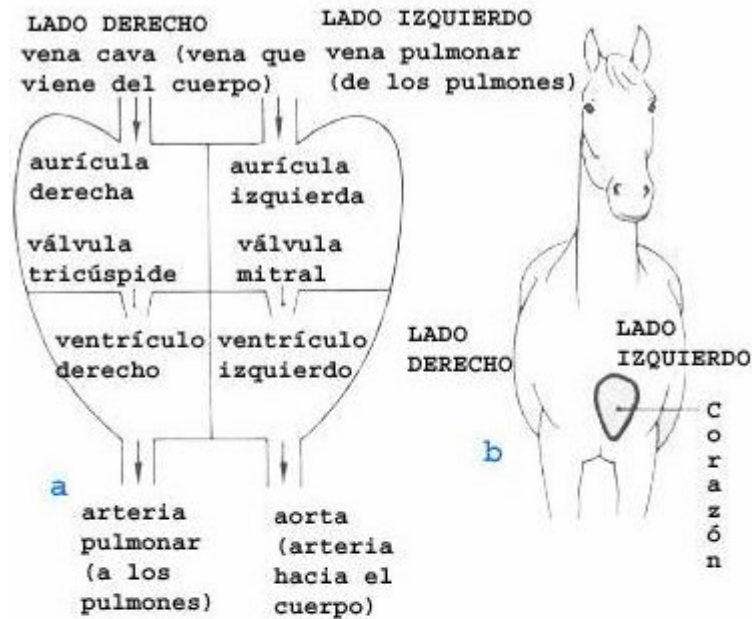 LADO DERECHO
vena cava (vena que
viene del cuerpo)
LADO IZQUIERDO
vena pulmonar
(de los pulmones)
aurícula
derecha
aurícula
izquierda
válvula
tricúspide
válvula
mitral
ventrículo
derecho
ventrículo
izquierdo
a
arteria
pulmonar
(a los
pulmones)
aorta
(arteria
hacia el
cuerpo)
LADO
DERECHO
LADO
IZQUIERDO
b
Corazón